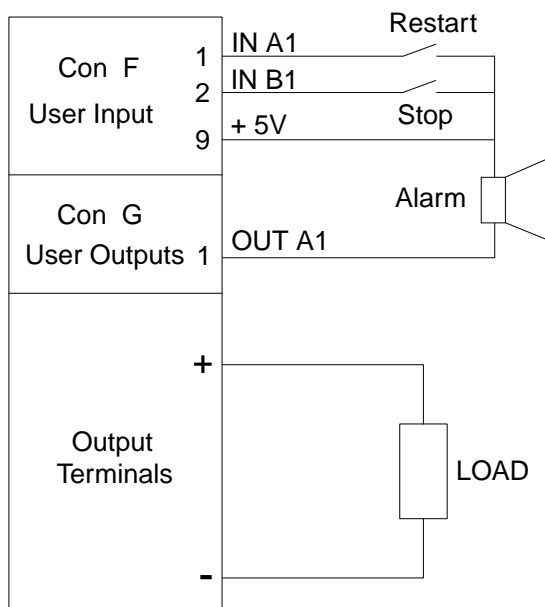 Restart
1 IN A1
Con F
2 IN B1
User Input
Stop
9 + 5V
Con G
Alarm
User Outputs 1 OUT A1
+
Output
Terminals
LOAD
-